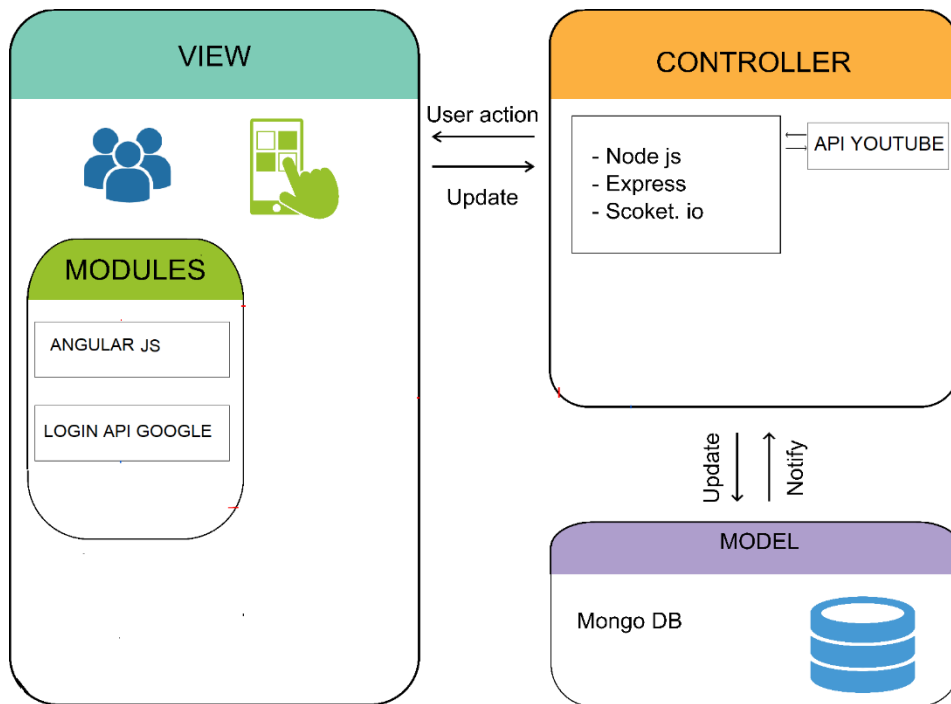 VIEW
MODULES
ANGULAR JS
LOGIN API GOOGLE
User action
Update
CONTROLLER
- Node js
- Express
- Scoket. io
API YOUTUBE
Update
Notify
MODEL
Mongo DB